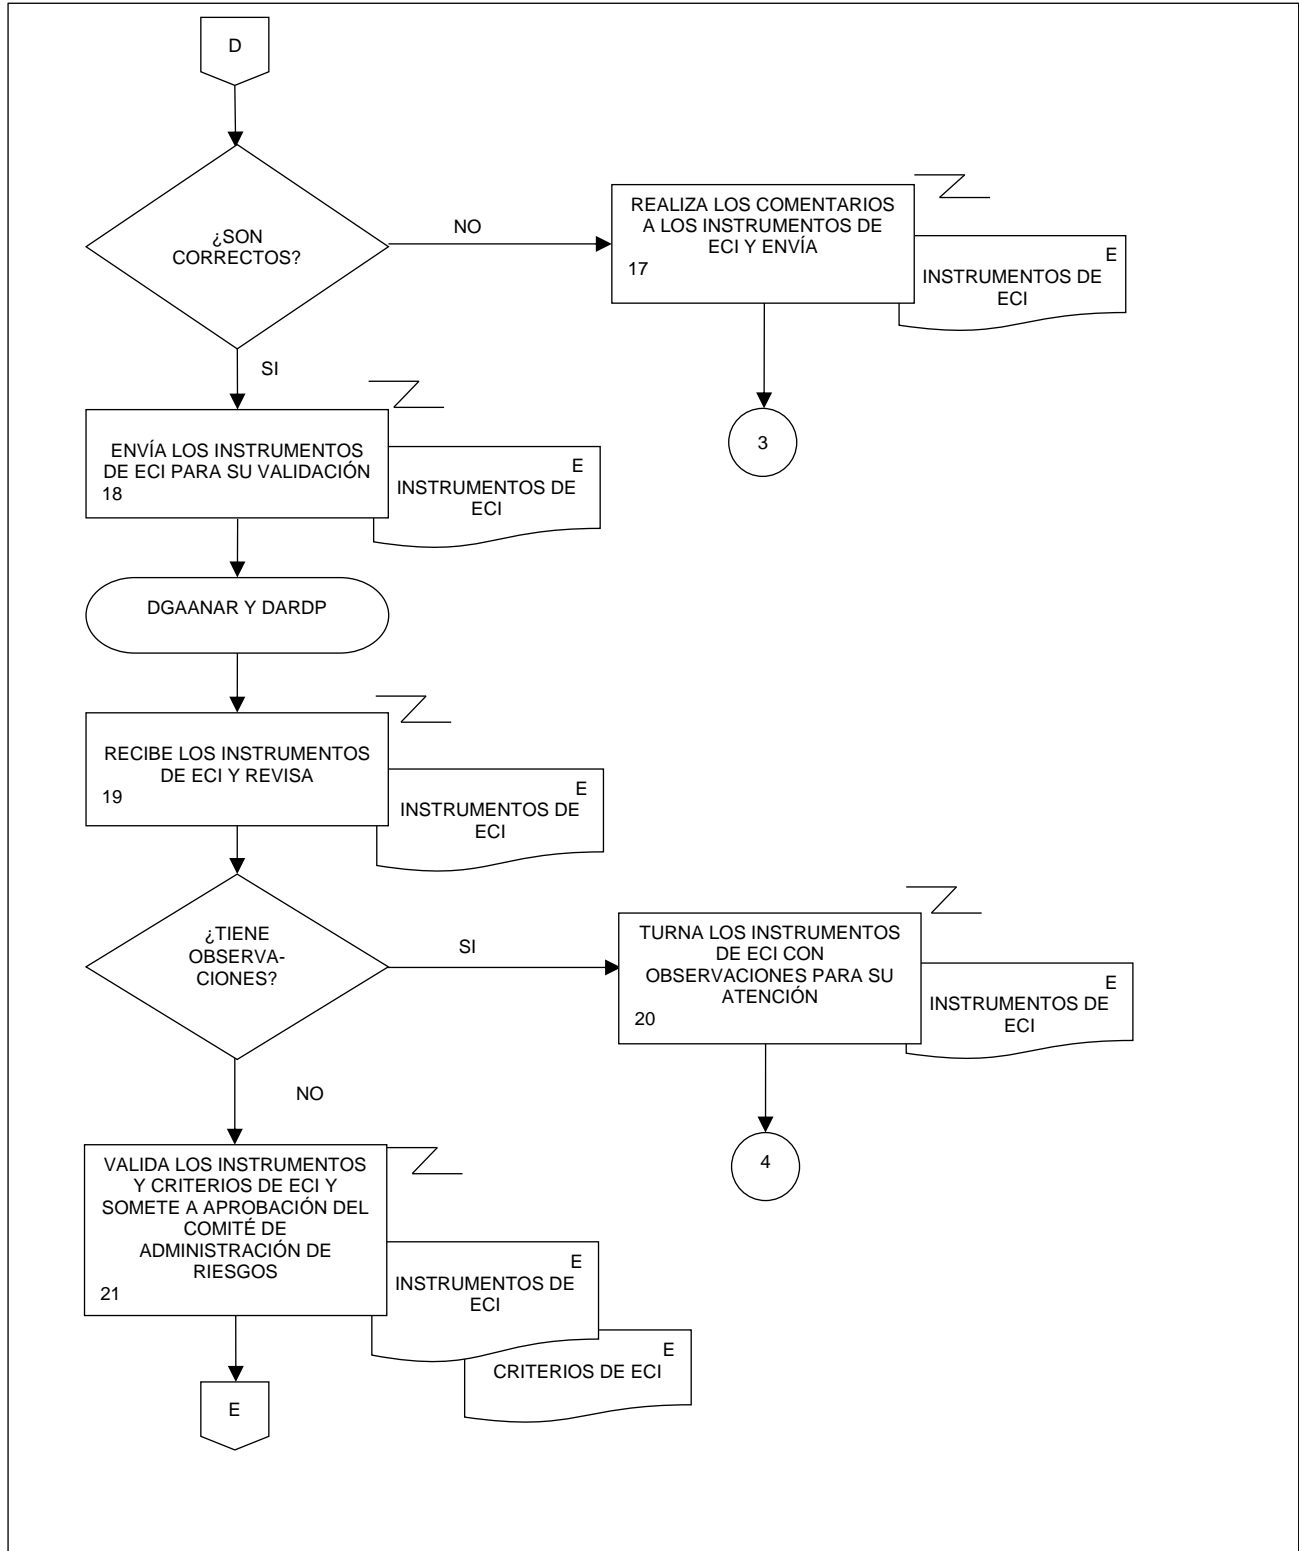 D
¿SON
CORRECTOS?
NO
REALIZA LOS COMENTARIOS
A LOS INSTRUMENTOS DE
ECI Y ENVÍA
17
E
INSTRUMENTOS DE
ECI
3
SI
ENVÍA LOS INSTRUMENTOS
DE ECI PARA SU VALIDACIÓN
18
E
INSTRUMENTOS DE
ECI
DGAANAR Y DARDP
RECIBE LOS INSTRUMENTOS
DE ECI Y REVISA
19
E
INSTRUMENTOS DE
ECI
¿TIENE
OBSERVA-
CIONES?
SI
TURNA LOS INSTRUMENTOS
DE ECI CON
OBSERVACIONES PARA SU
ATENCIÓN
20
E
INSTRUMENTOS DE
ECI
4
NO
VALIDA LOS INSTRUMENTOS
Y CRITERIOS DE ECI Y
SOMETE A APROBACIÓN DEL
COMITÉ DE
ADMINISTRACIÓN DE
RIESGOS
21
E
INSTRUMENTOS DE
ECI
E
CRITERIOS DE ECI
E